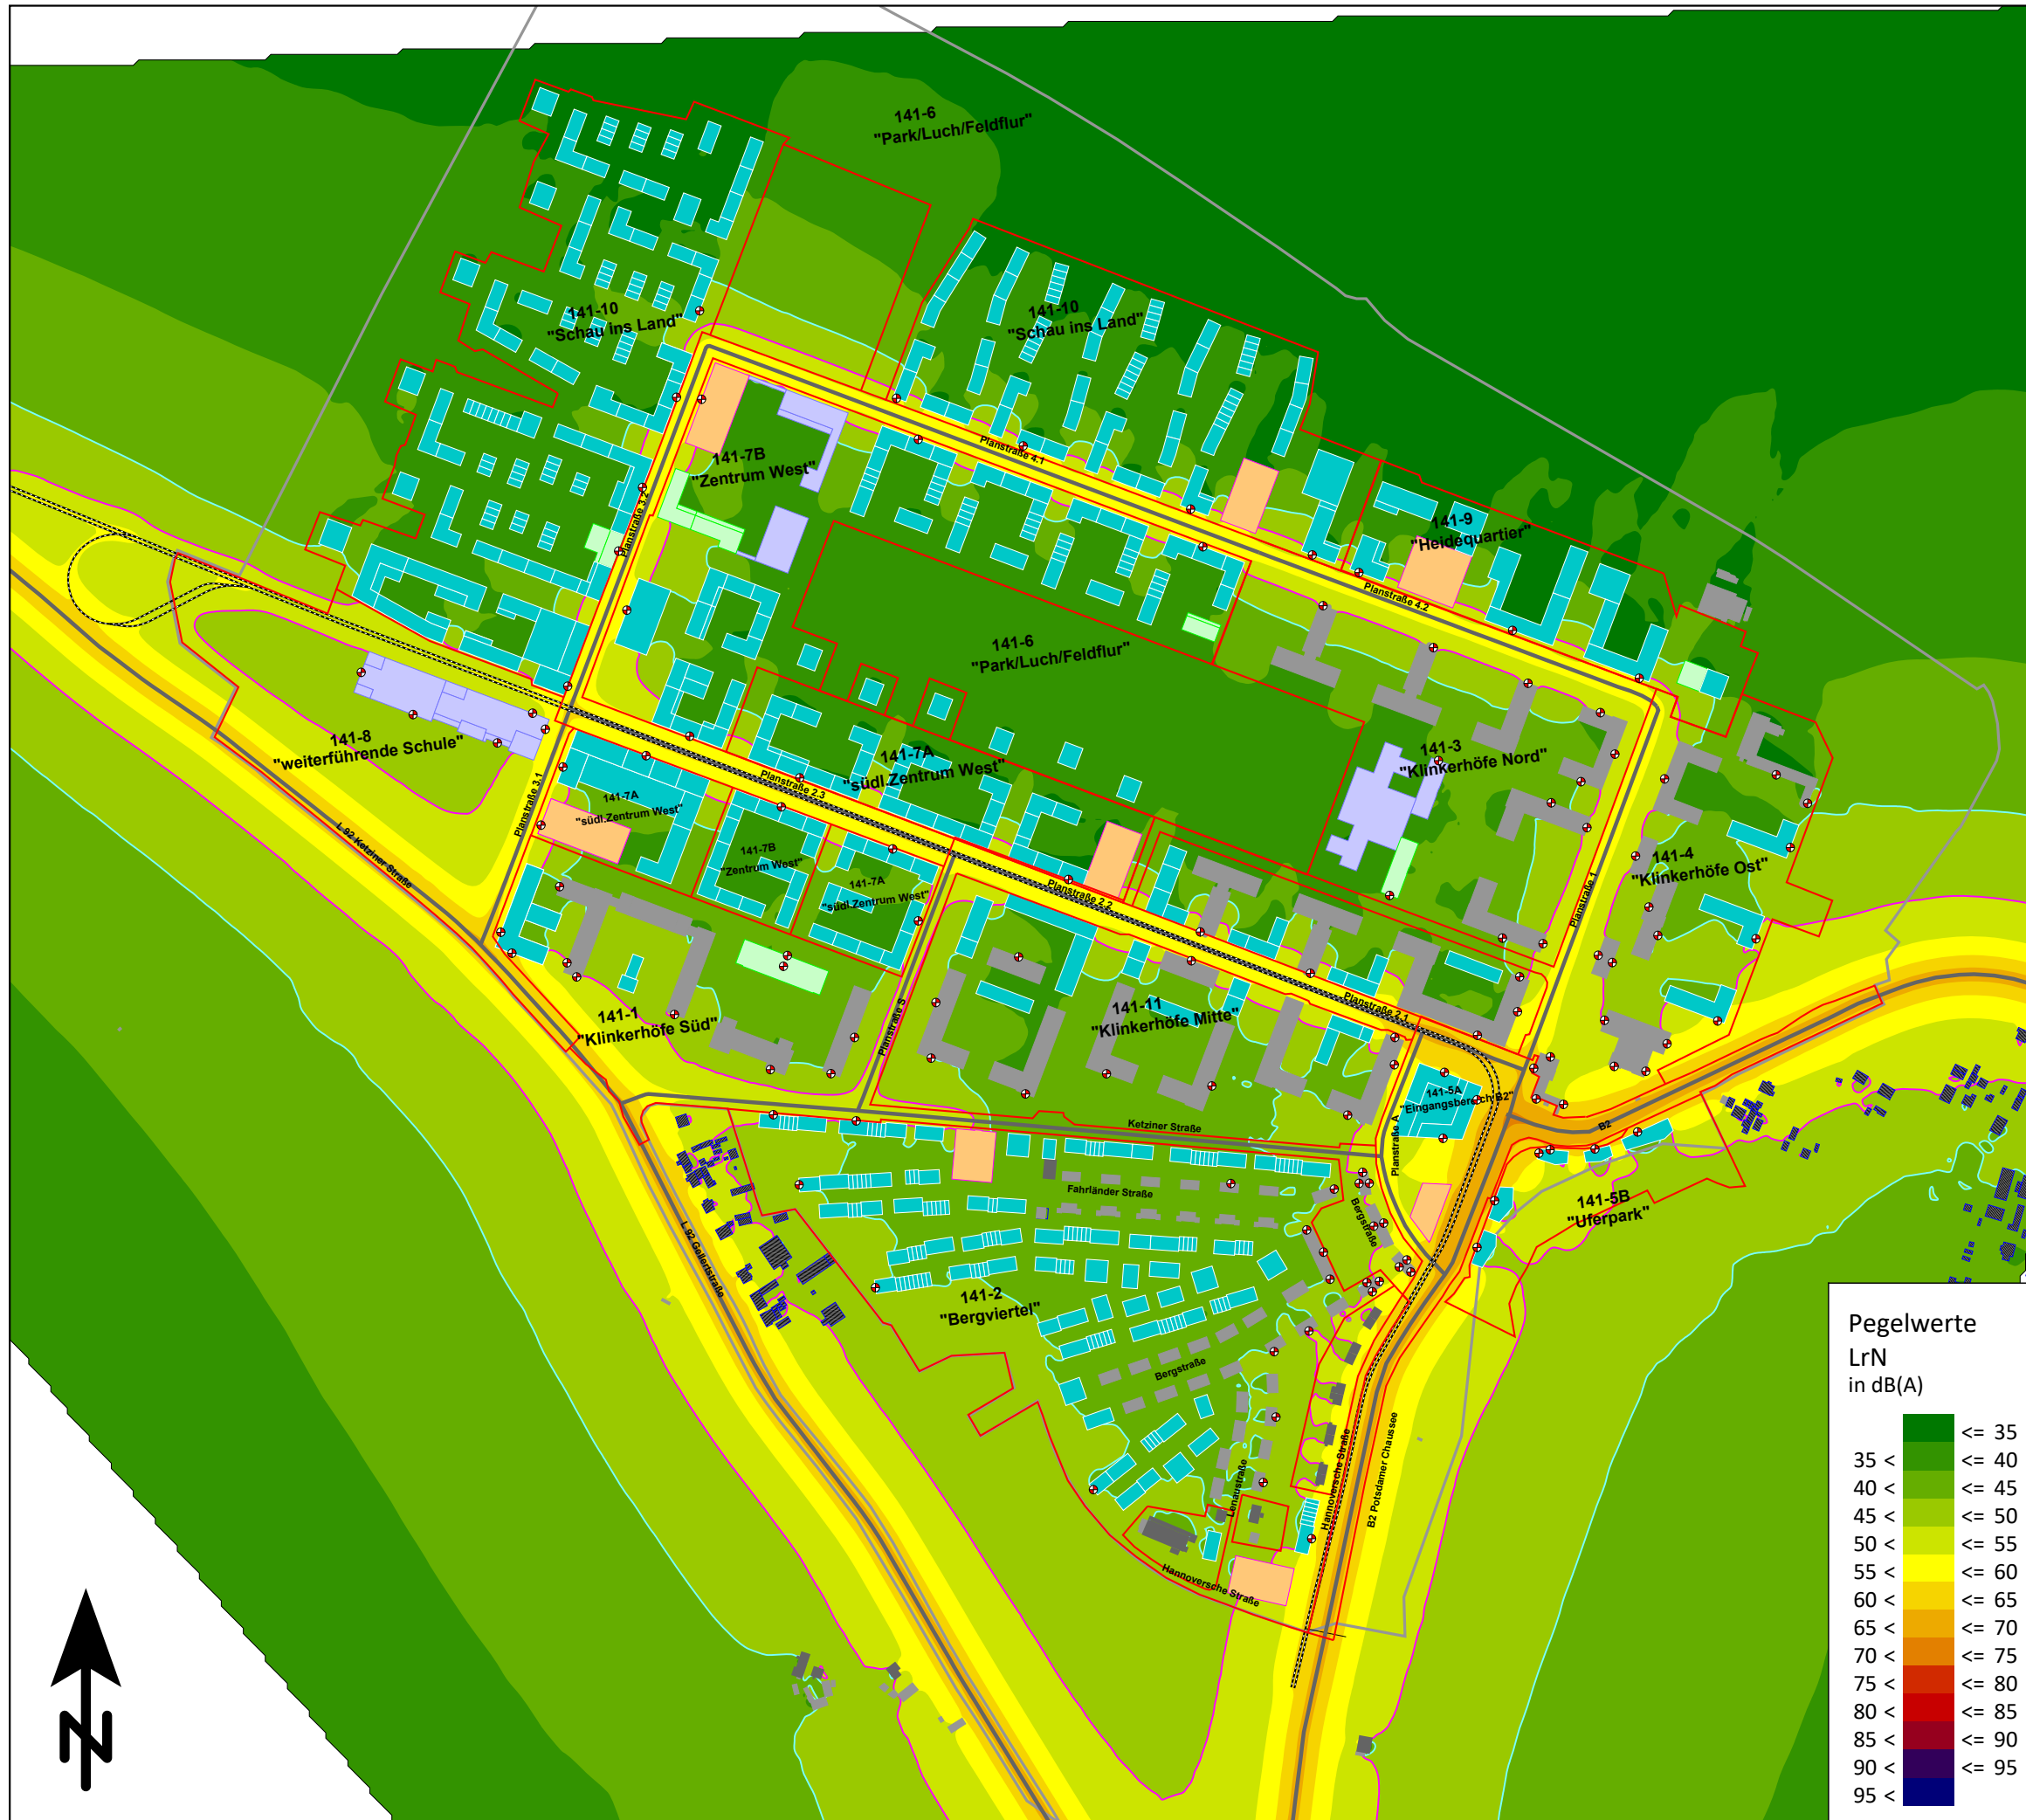 141-6
"Park/Luch/Feldflur"
141-10
"Schau ins Land"
141-10
"Schau ins Land"
Planstraße 4.1
141-7B
"Zentrum West"
Planstraße 3.2
141-9
"Heidequartier"
Planstraße 4.2
141-6
"Park/Luch/Feldflur"
141-8
"weiterführende Schule"
141-7A
"südl.Zentrum West"
141-3
"Klinkerhöfe Nord"
Planstraße 2.3
Planstraße 3.1
141-7A
"südl.Zentrum West"
L 92 Ketziner Straße
141-7B
"Zentrum West"
141-7A
"südl.Zentrum West"
Planstraße 2.2
Planstraße 1
141-4
"Klinkerhöfe Ost"
141-1
"Klinkerhöfe Süd"
Planstraße S
141-11
"Klinkerhöfe Mitte"
Planstraße 2.1
141-5A
"Eingangsbereich B2"
Ketziner Straße
Planstraße A
B2
Fahrländer Straße
Bergstraße
141-5B
"Uferpark"
L 92 Gellertstraße
141-2
"Bergviertel"
Bergstraße
Lenaustraße
Hannoversche Straße
B2 Potsdamer Chaussee
Hannoversche Straße
N
Pegelwerte
LrN
in dB(A)
<= 35
35 < <= 40
40 < <= 45
45 < <= 50
50 < <= 55
55 < <= 60
60 < <= 65
65 < <= 70
70 < <= 75
75 < <= 80
80 < <= 85
85 < <= 90
90 < <= 95
95 <